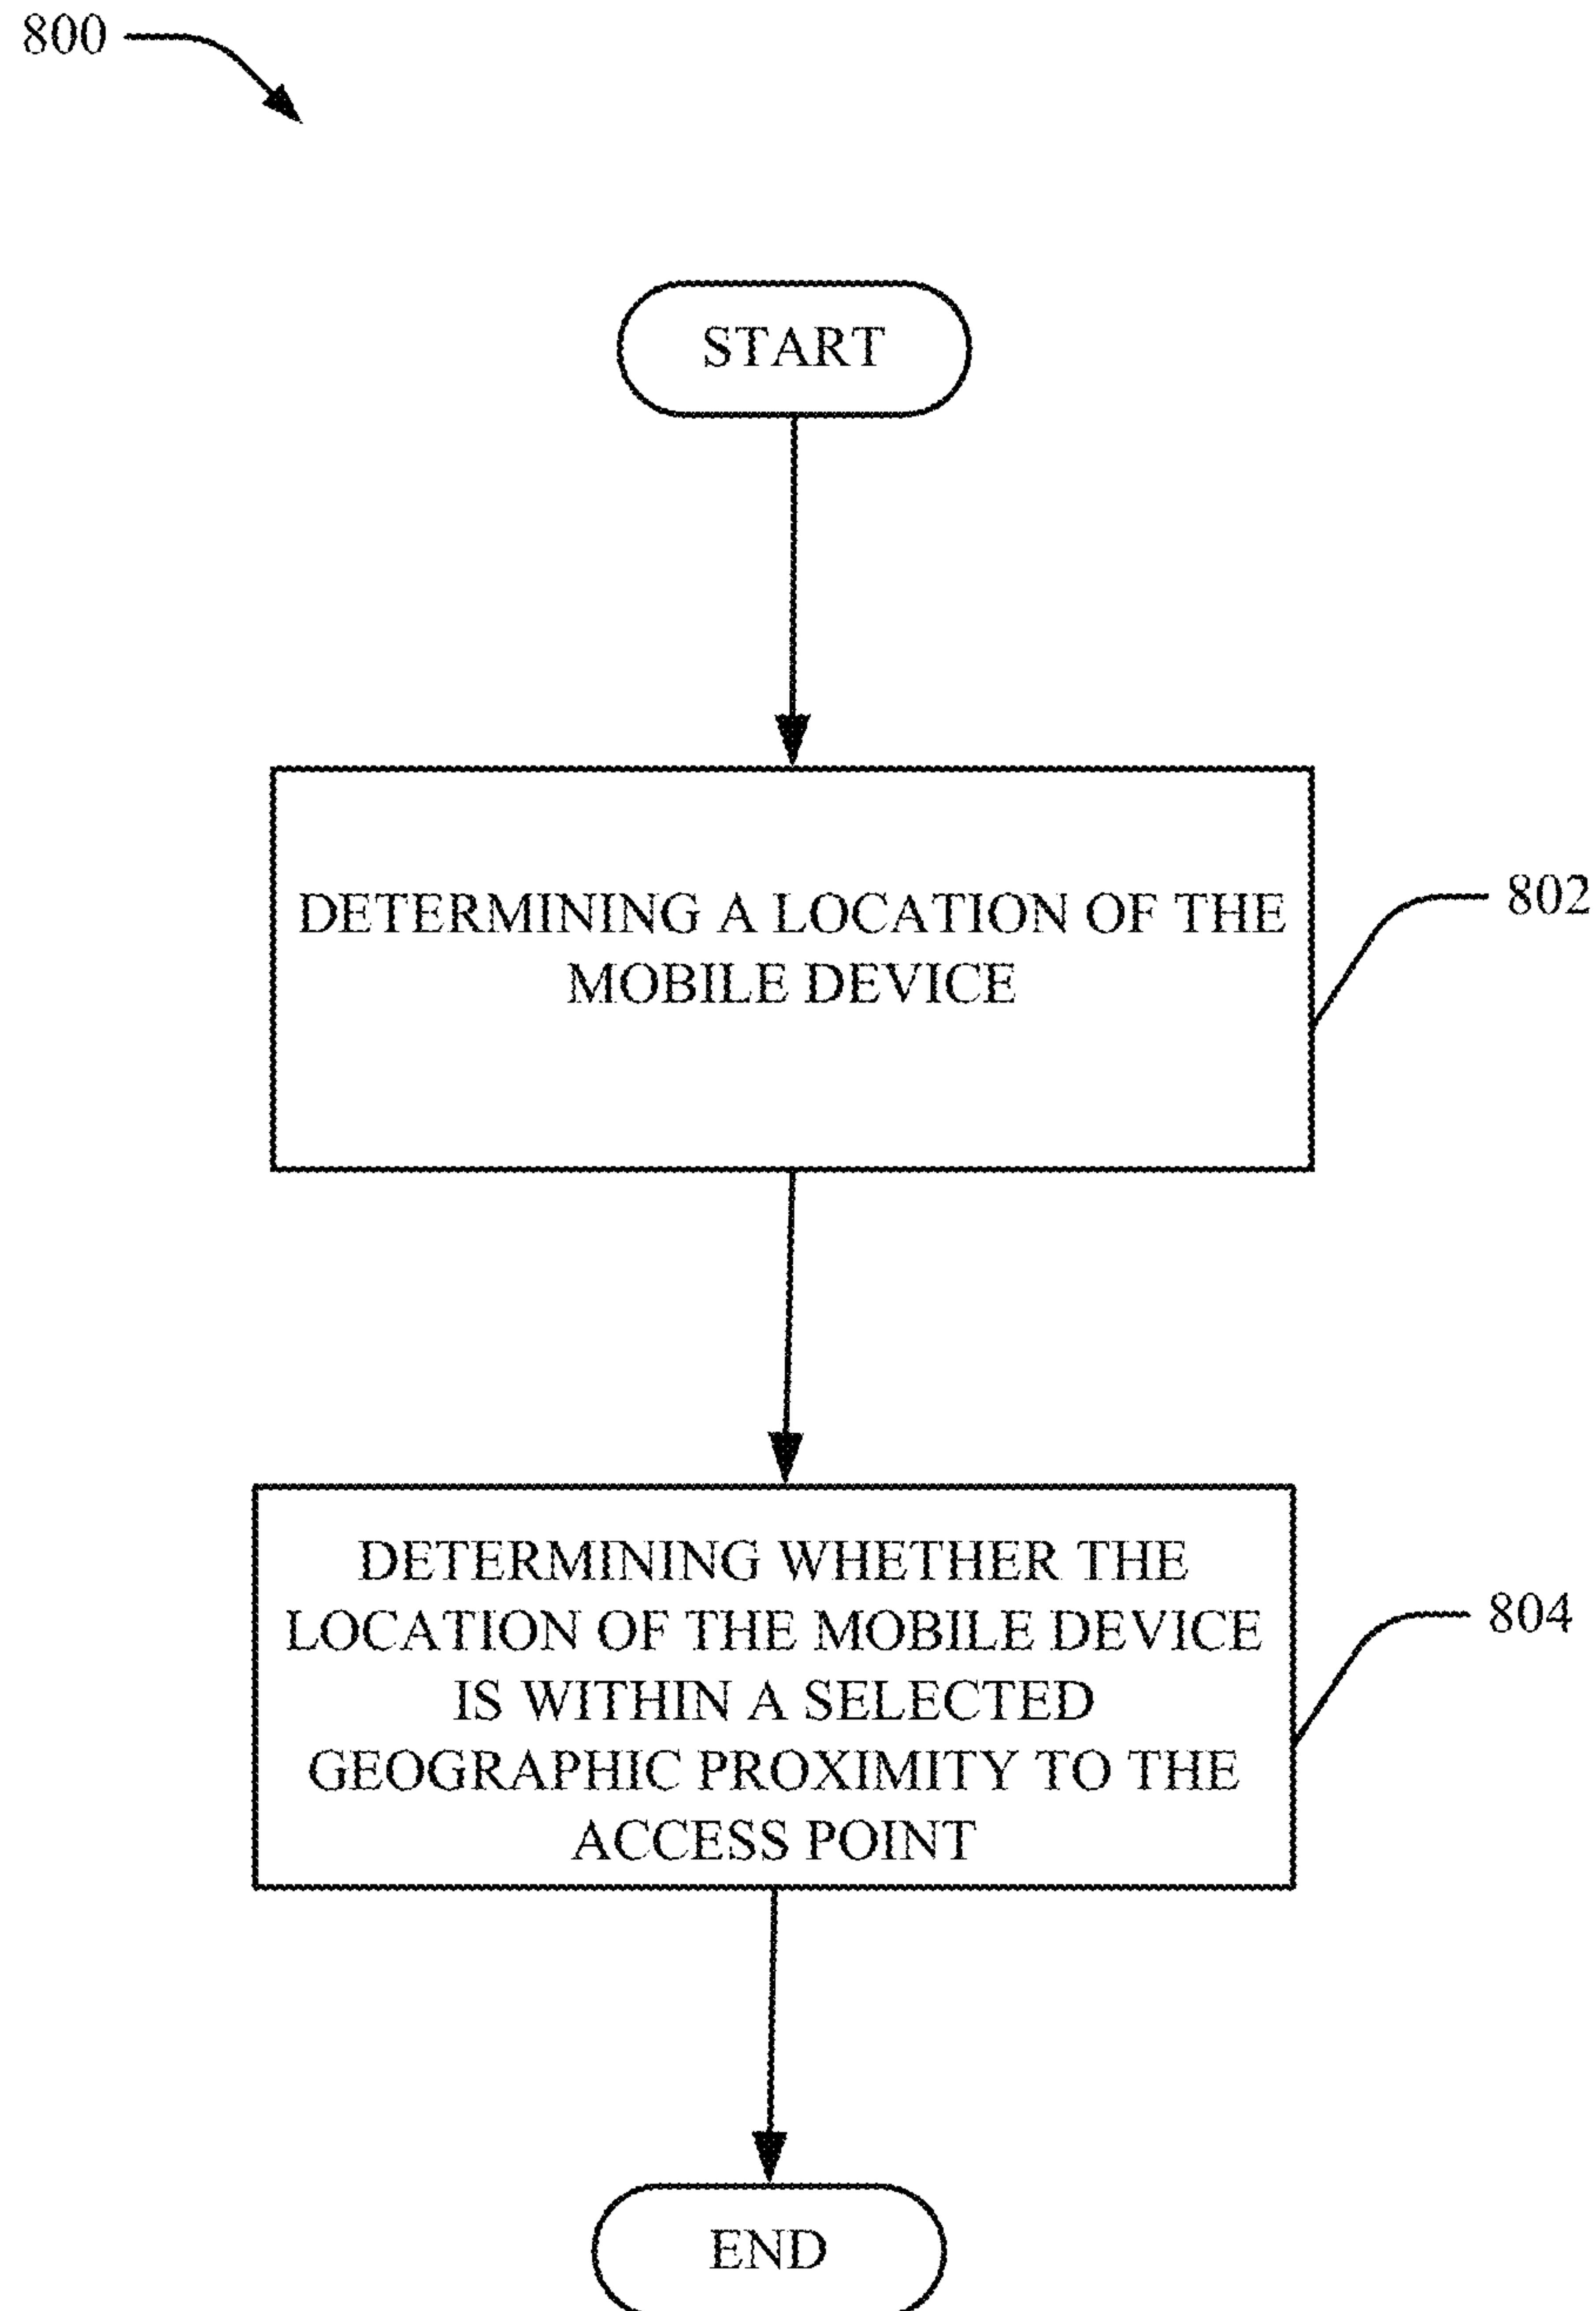 800
START
DETERMINING A LOCATION OF THE
MOBILE DEVICE
802
DETERMINING WHETHER THE
LOCATION OF THE MOBILE DEVICE
IS WITHIN A SELECTED
GEOGRAPHIC PROXIMITY TO THE
ACCESS POINT
804
END